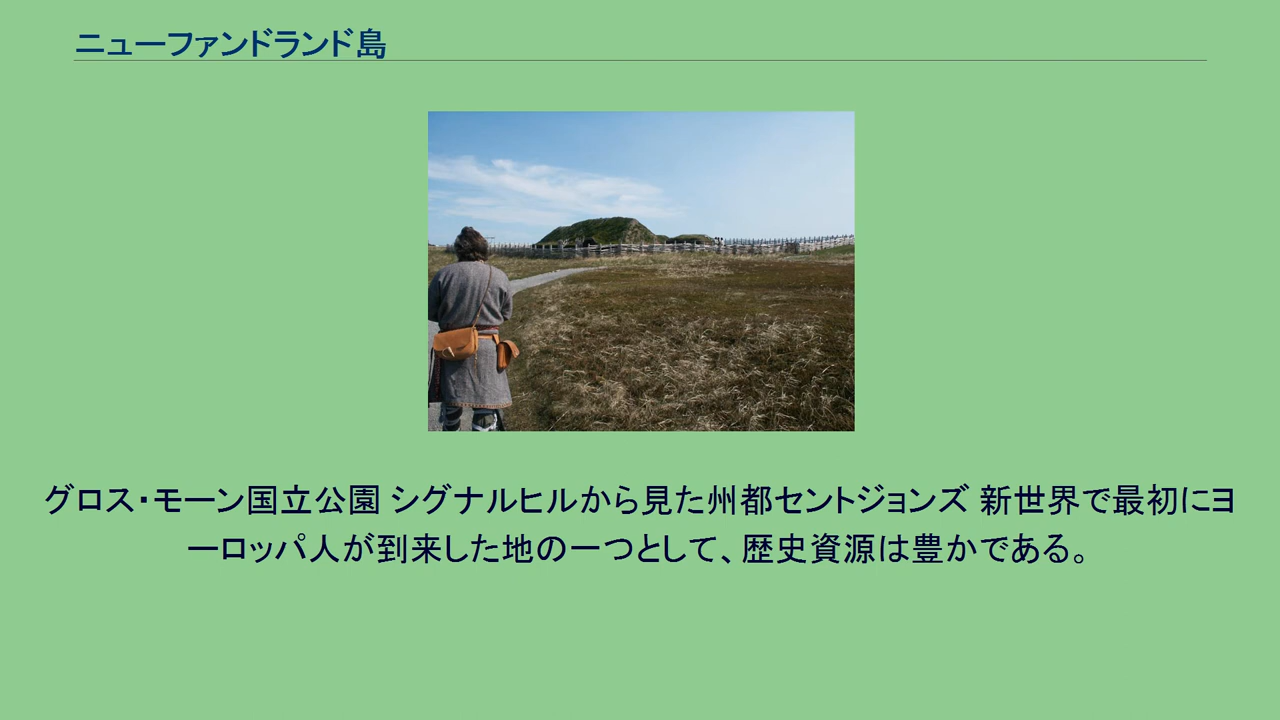 ニューファンドランド島
グロス・モーン国立公園 シグナルヒルから見た州都セントジョンズ 新世界で最初にヨ
ーロッパ人が到来した地の一つとして、歴史資源は豊かである。